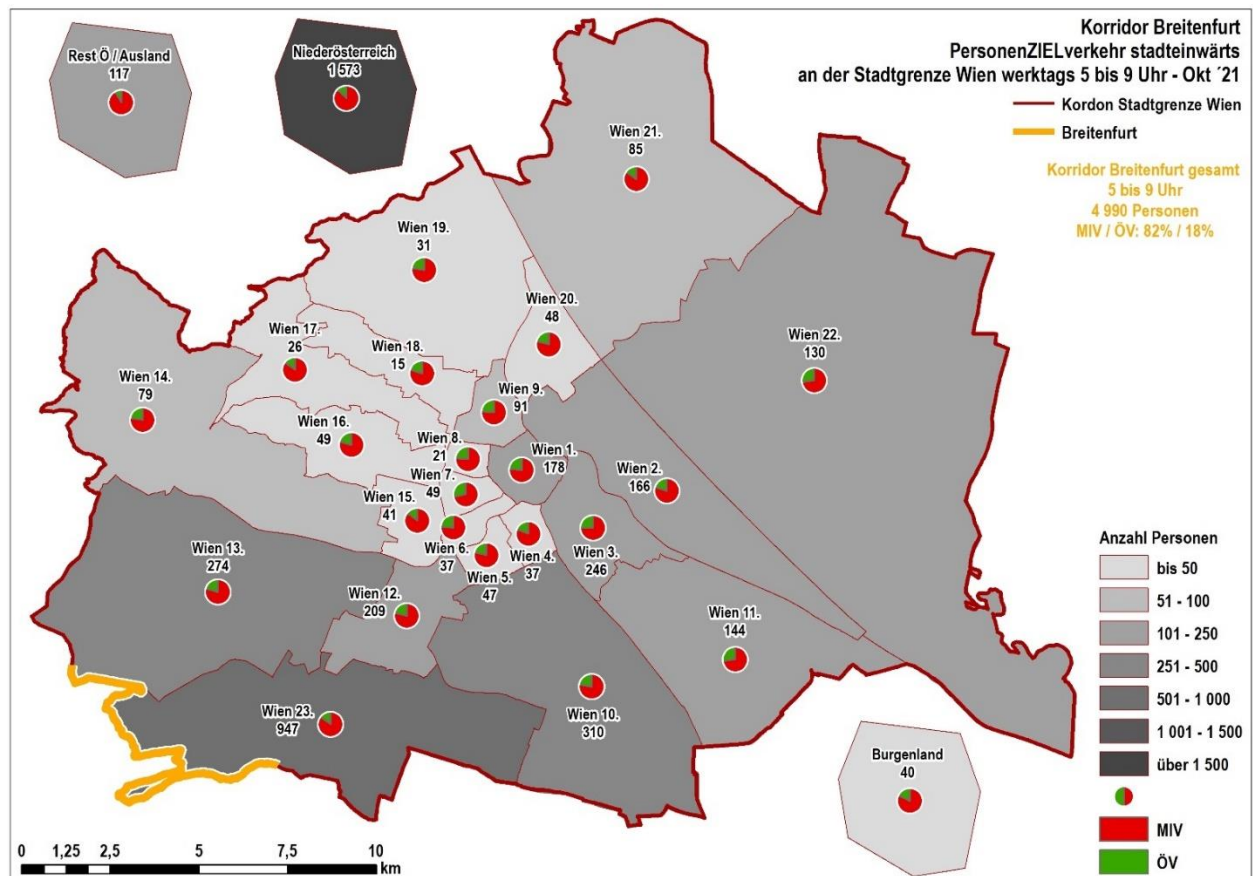 Korridor Breitenfurt
PersonenZIELverkehr stadteinwärts
an der Stadtgrenze Wien werktags 5 bis 9 Uhr - Okt ´21
Kordon Stadtgrenze Wien
Breitenfurt
Korridor Breitenfurt gesamt
5 bis 9 Uhr
4 990 Personen
MIV / ÖV: 82% / 18%
Rest Ö / Ausland
117
Niederösterreich
1 573
Wien 21.
85
Wien 19.
31
Wien 20.
48
Wien 17.
26
Wien 18.
15
Wien 22.
130
Wien 14.
79
Wien 9.
91
Wien 16.
49
Wien 8.
21
Wien 1.
178
Wien 7.
49
Wien 2.
166
Wien 15.
41
Wien 6.
37
Wien 5.
47
Wien 4.
37
Wien 3.
246
Wien 13.
274
Wien 12.
209
Wien 11.
144
Wien 23.
947
Wien 10.
310
Burgenland
40
Anzahl Personen
bis 50
51 - 100
101 - 250
251 - 500
501 - 1 000
1 001 - 1 500
über 1 500
MIV
ÖV
0 1,25 2,5 5 7,5 10
km